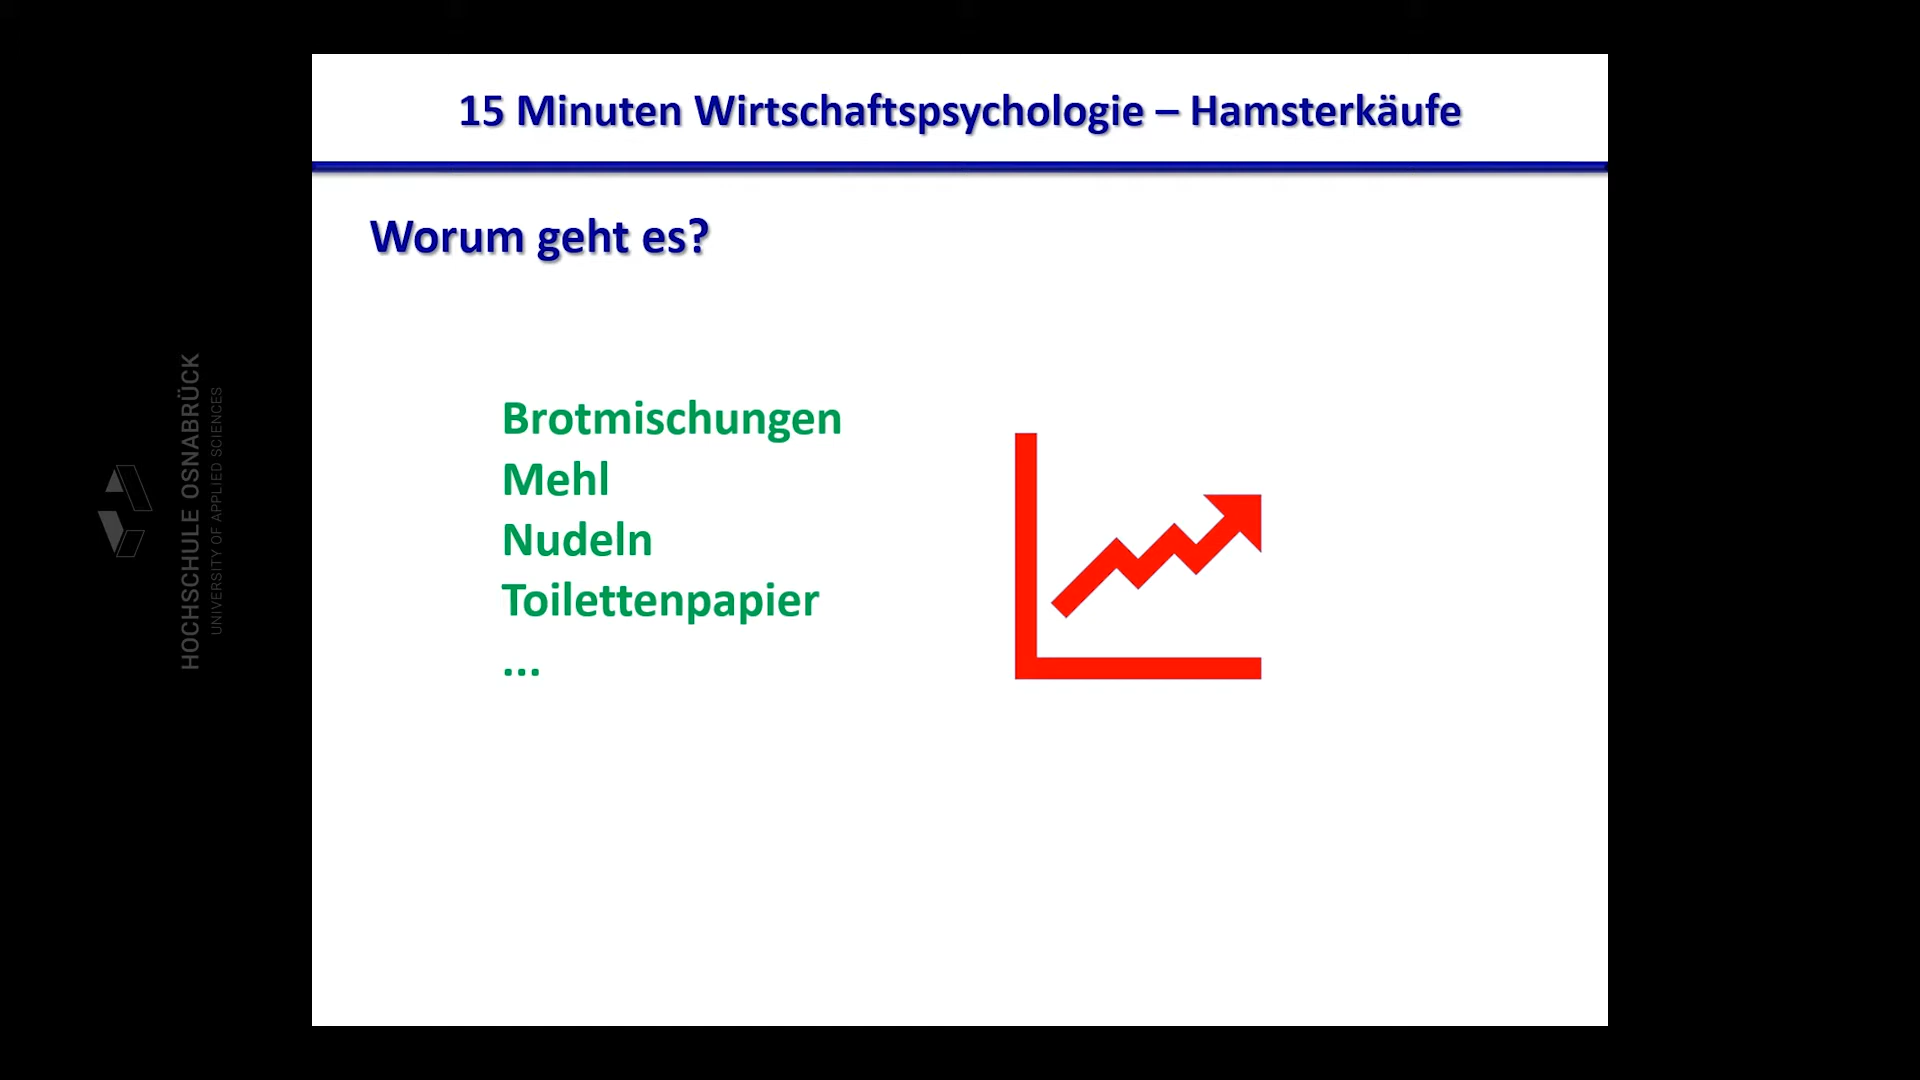 15 Minuten Wirtschaftspsychologie – Hamsterkäufe
Worum geht es?
Brotmischungen
Mehl
Nudeln
Toilettenpapier
...
HOCHSCHULE OSNABRÜCK
UNIVERSITY OF APPLIED SCIENCES